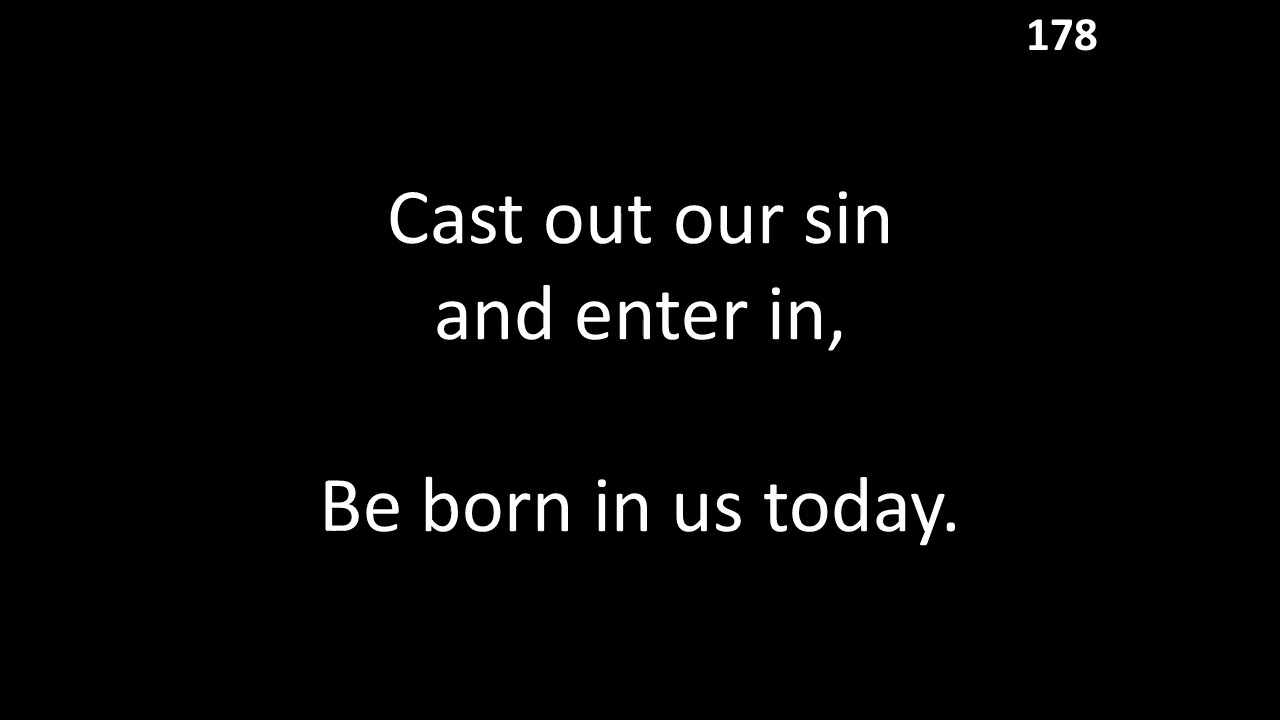 178
Cast out our sin
and enter in,
Be born in us today.